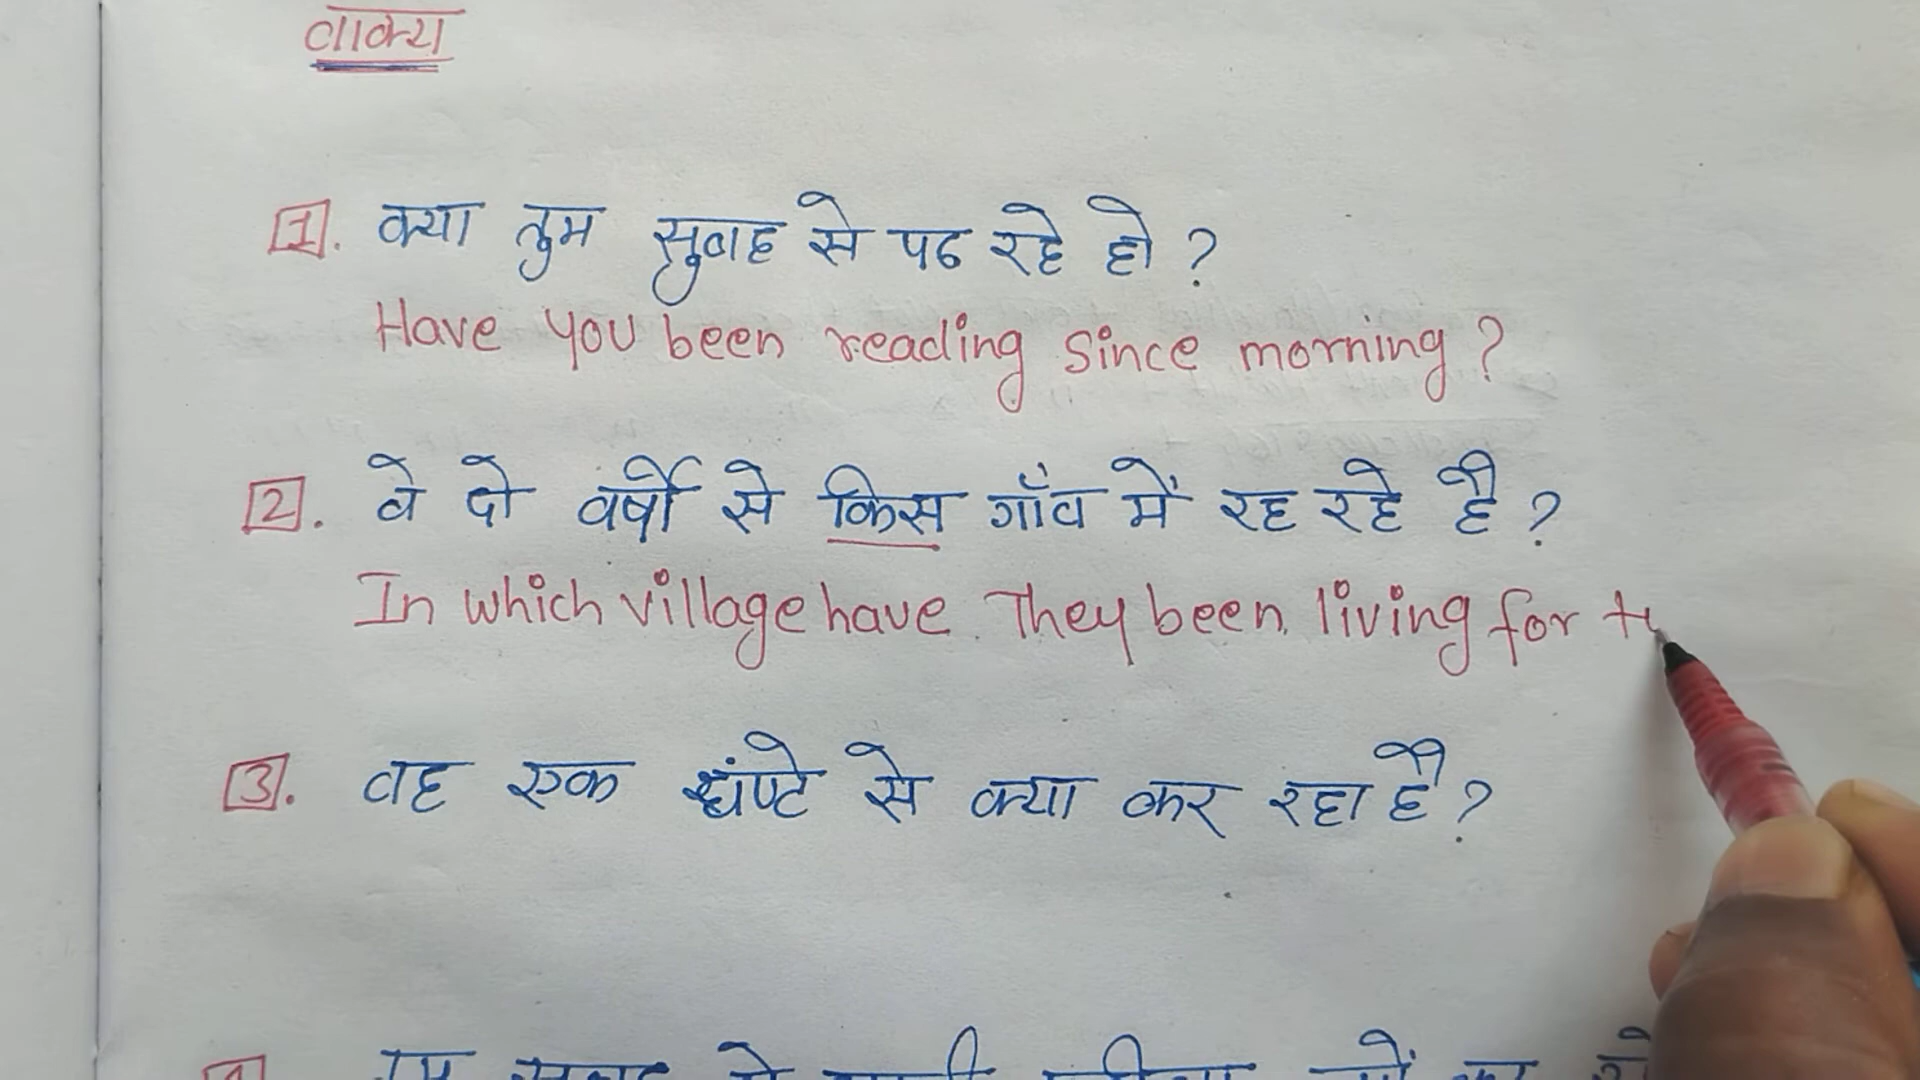 वाक्य
1. क्या तुम सुबह से पढ रहे हो ?
Have you been reading since morning ?
2. वे दो वर्षो से किस गाँव में रह रहे है ?
In which village have They been living for
3. वह एक घंण्टे से क्या कर रहा है ?